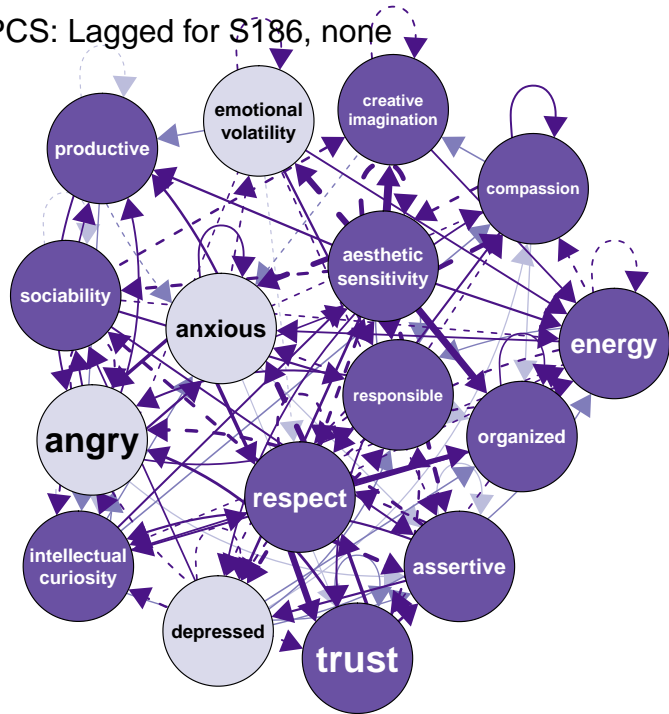 PCS: Lagged for S186, none
emotional
volatility
creative
imagination
productive
compassion
aesthetic
sensitivity
sociability
anxious
energy
responsible
angry
organized
respect
intellectual
curiosity
assertive
depressed
trust